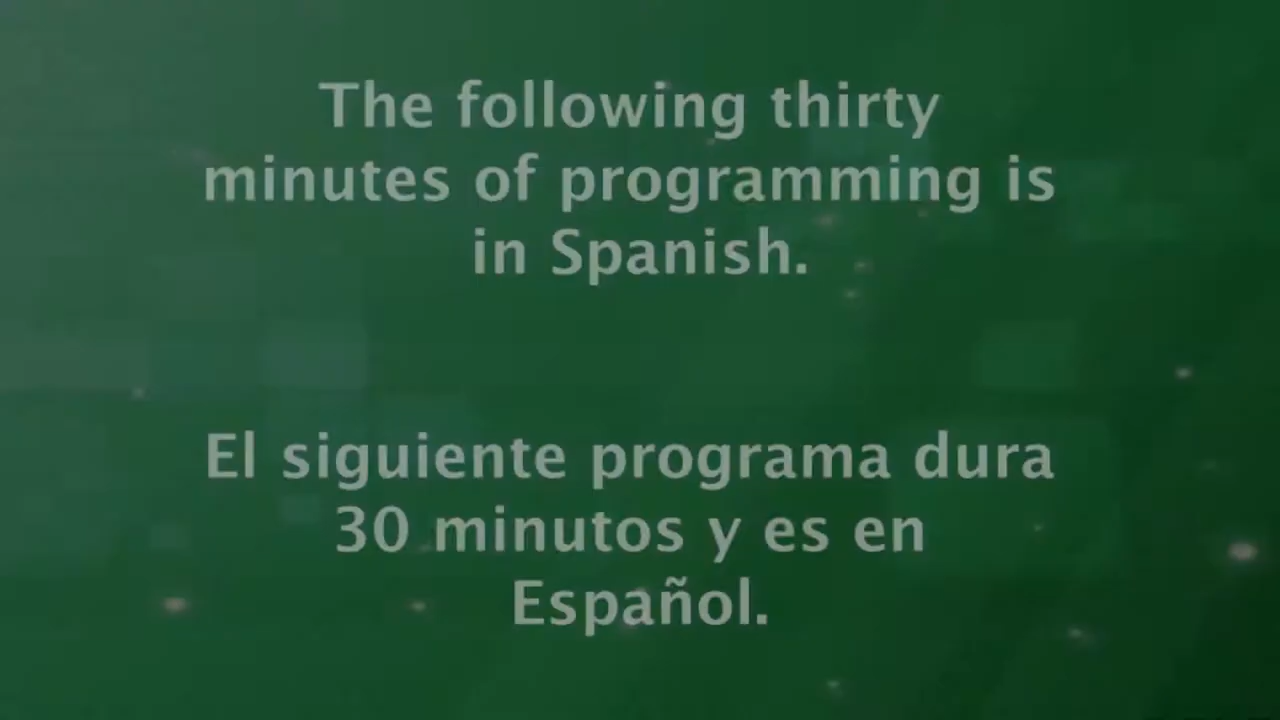 The following thirty
minutes of programming is
in Spanish.
El siguiente programa dura
30 minutos y es en
Español.